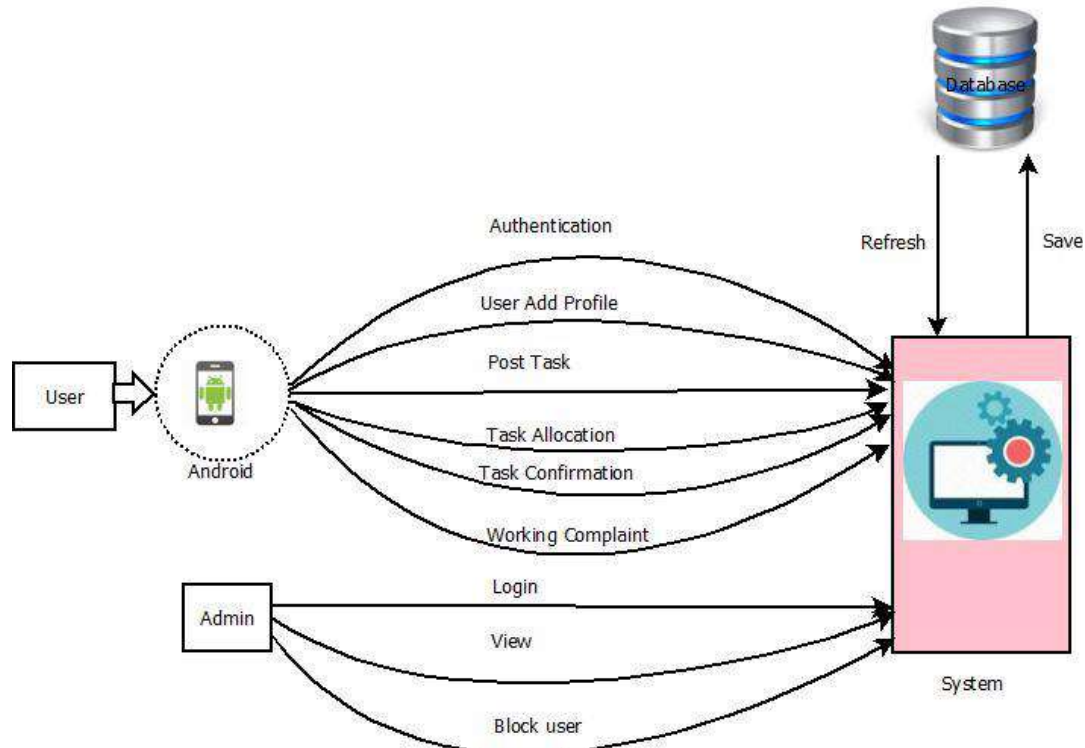 Database
Authentication
Refresh
Save
User Add Profile
Post Task
User
Task Allocation
Android
Task Confirmation
Working Complaint
Login
Admin
View
System
Block user